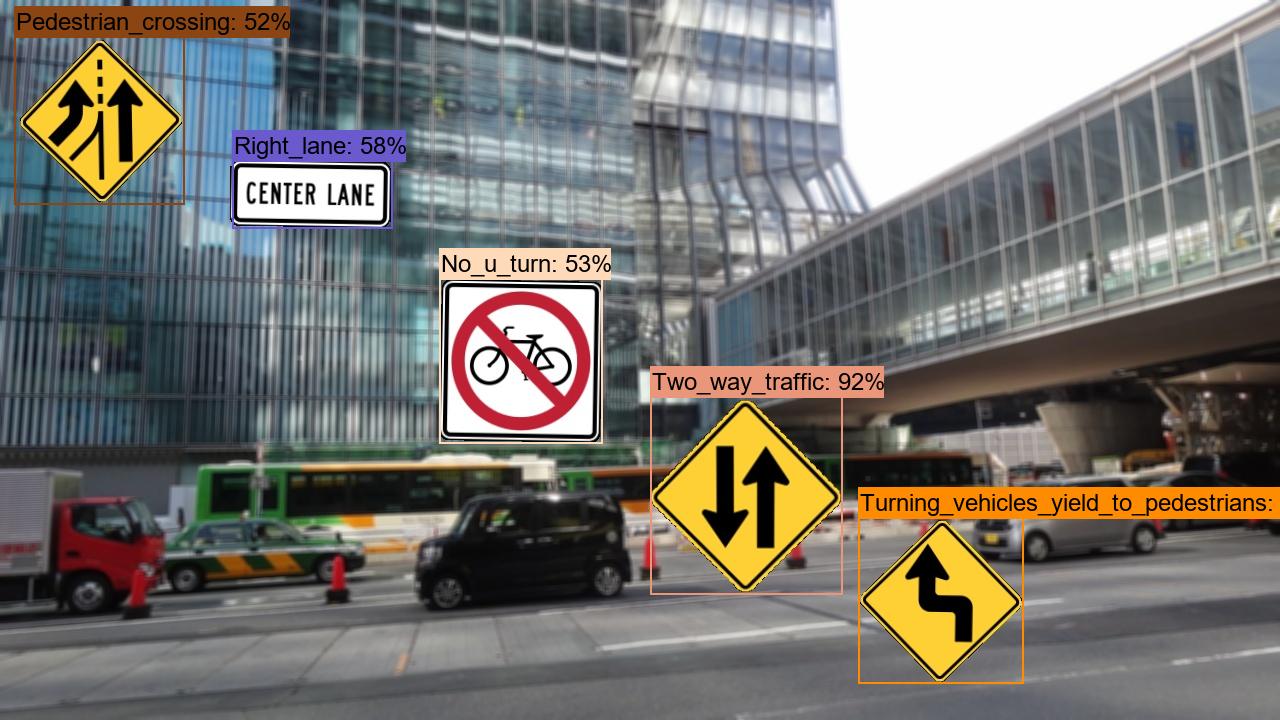 Pedestrian_crossing: 52%
Right_lane: 58%
CENTER LANE
No_u_turn: 53%
Two_way_traffic: 92%
Turning_vehicles_yield_to_pedestrians: